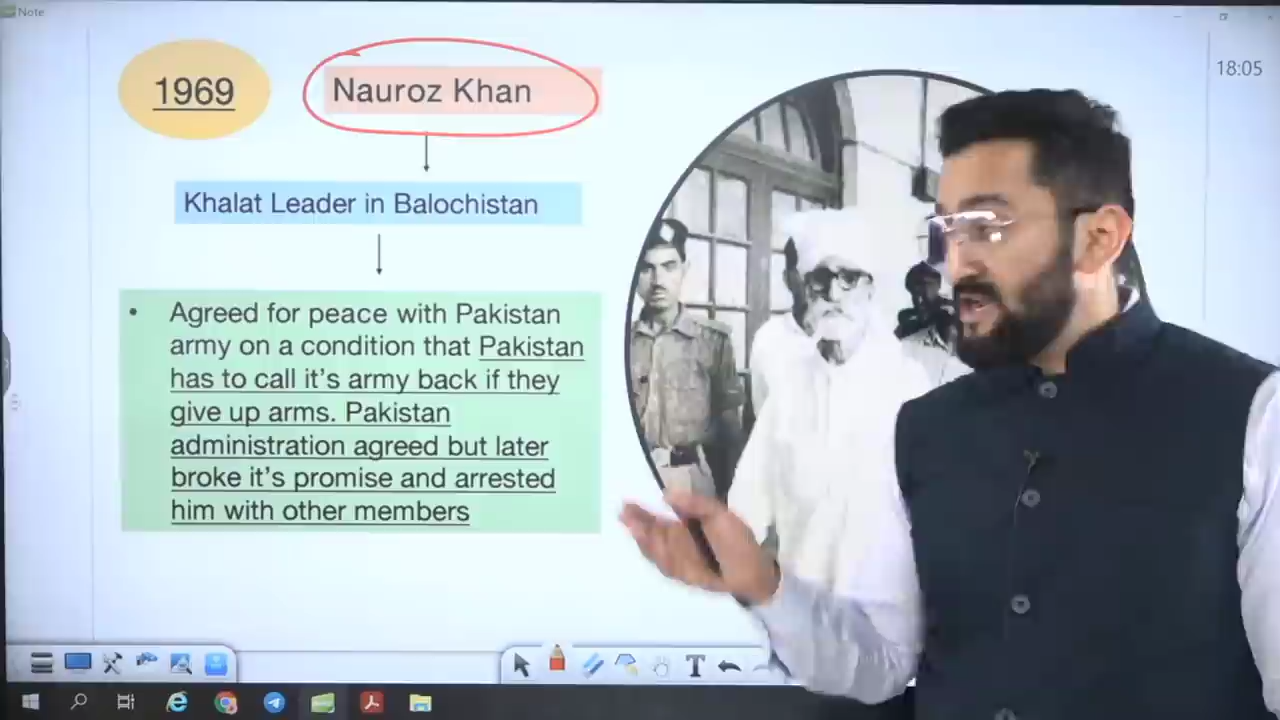 Note
18:05
1969
Nauroz Khan
Khalat Leader in Balochistan
• Agreed for peace with Pakistan
army on a condition that Pakistan
has to call it's army back if they
give up arms. Pakistan
administration agreed but later
broke it's promise and arrested
him with other members
T